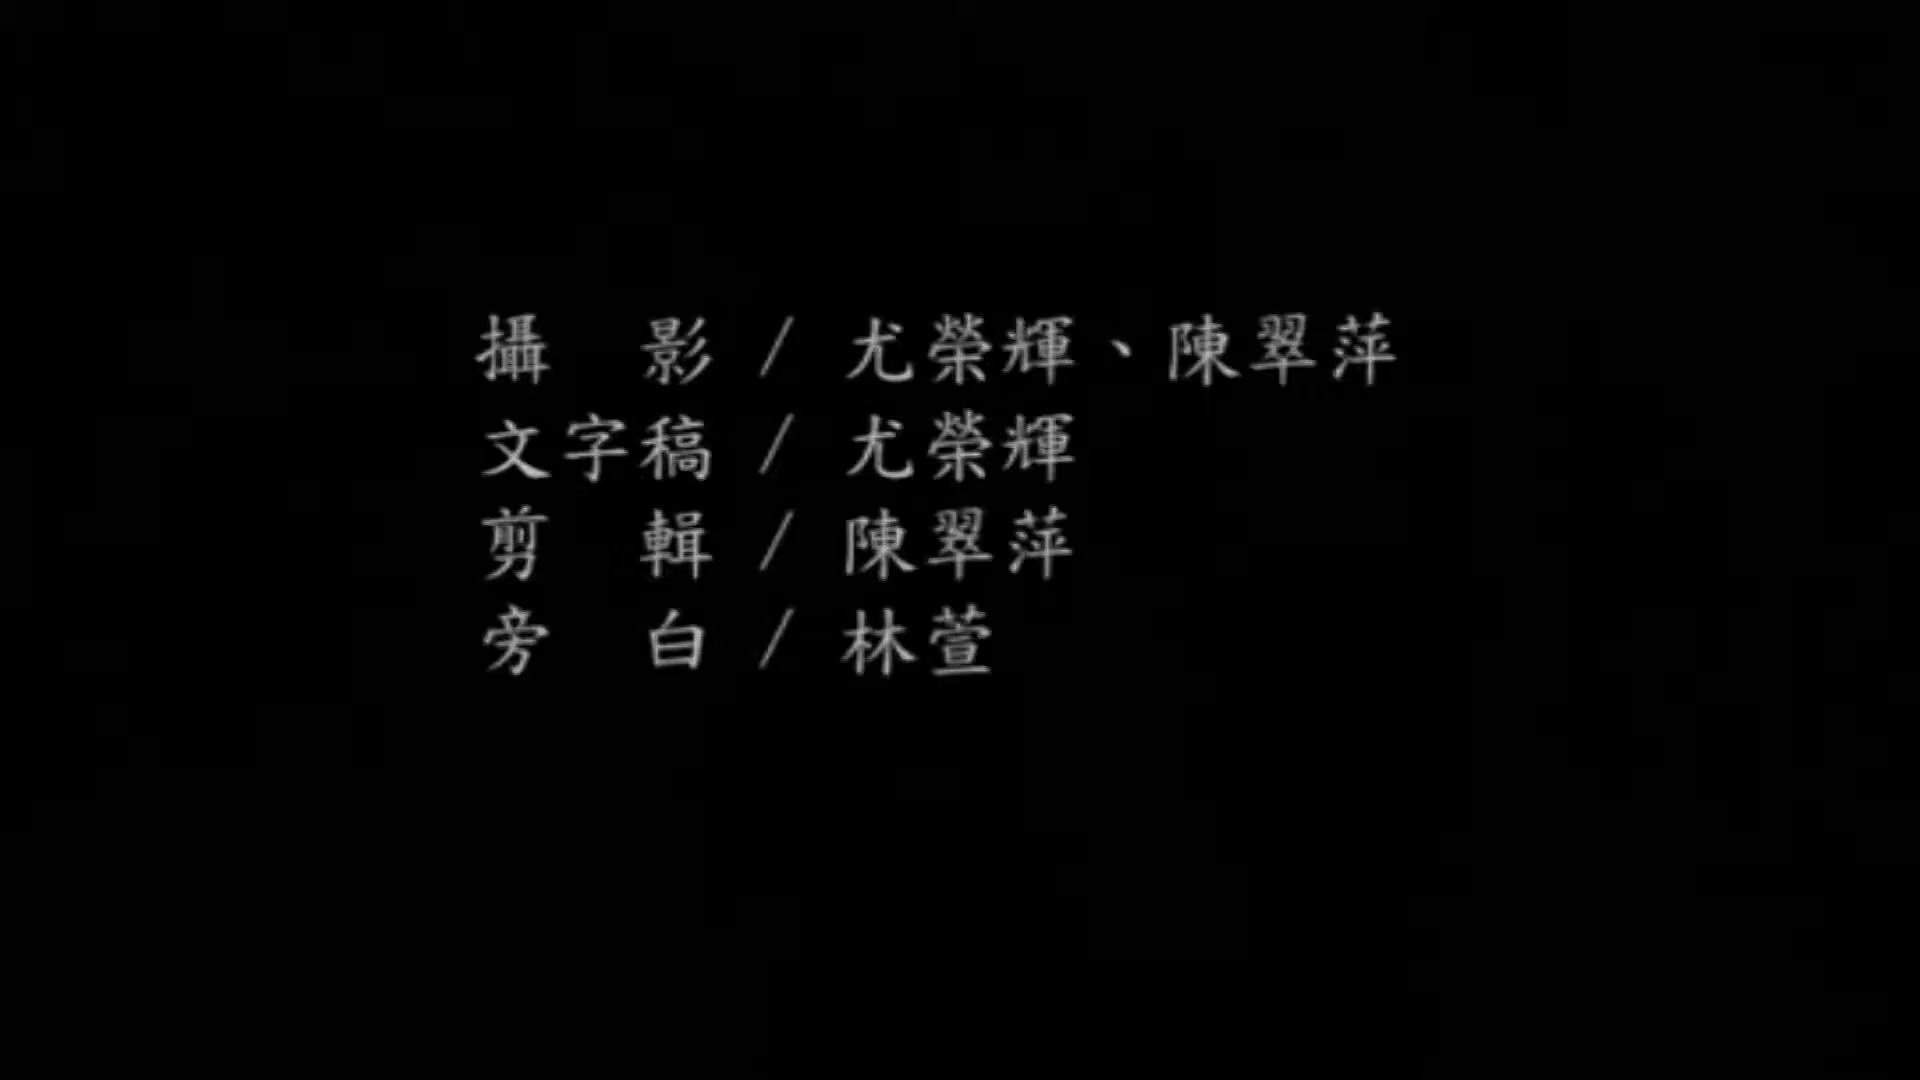 攝　影 / 尤榮輝、陳翠萍
文字稿 / 尤榮輝
剪　輯 / 陳翠萍
旁　白 / 林萱